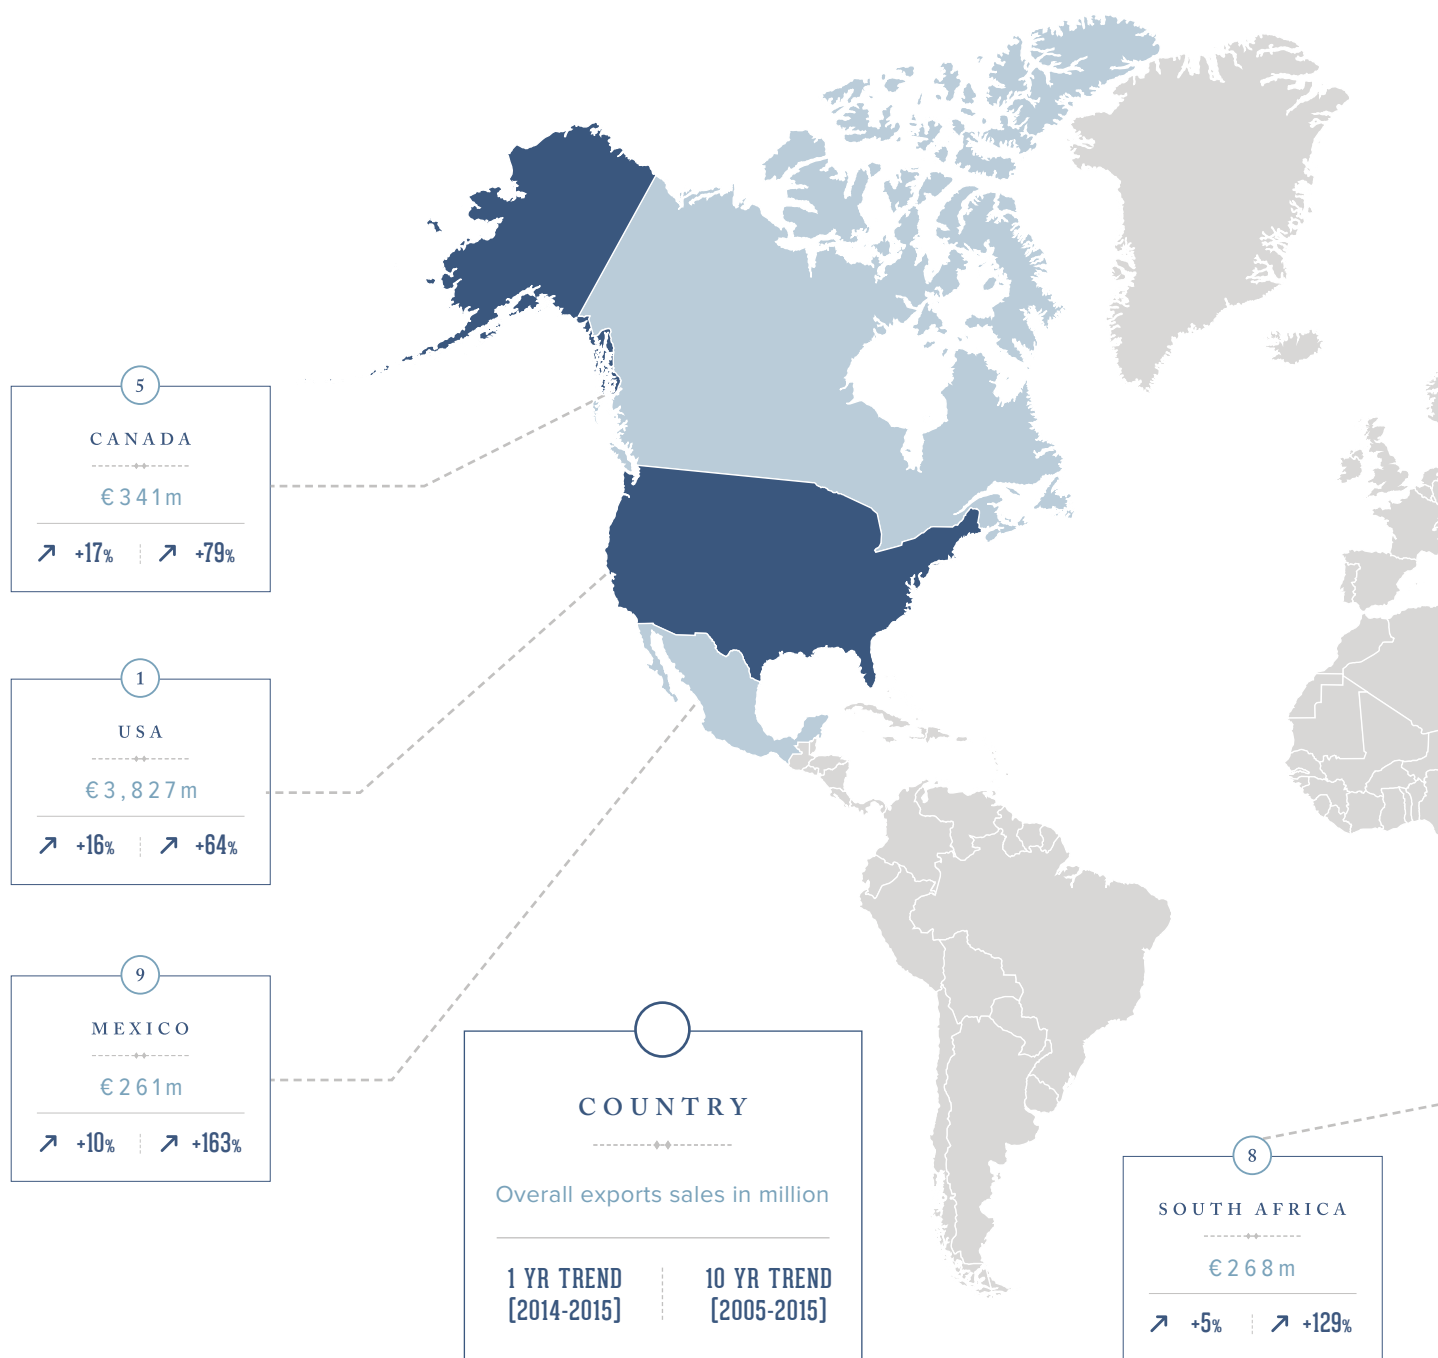 5
CANADA
€341m
+17% +79%
1
USA
€3,827m
+16% +64%
9
MEXICO
€261m
+10% +163%
COUNTRY
Overall exports sales in million
1 YR TREND 10 YR TREND
[2014-2015] [2005-2015]
8
SOUTH AFRICA
€268m
+5% +129%